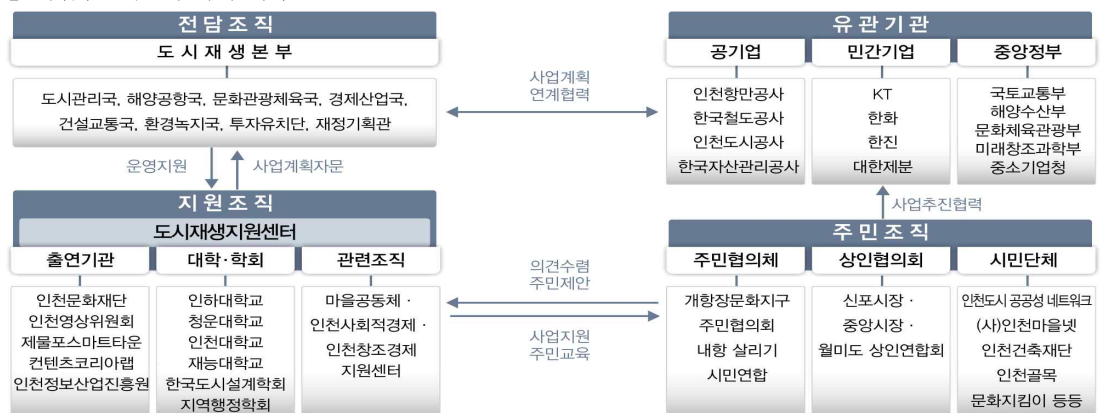 전담조직
도시재생본부
도시관리국, 해양공항국, 문화관광체육국, 경제산업국,
건설교통국, 환경녹지국, 투자유치단, 재정기획관
사업계획
연계협력
유관기관
공기업
인천항만공사
한국철도공사
인천도시공사
한국자산관리공사
민간기업
KT
한화
한진
대한제분
중앙정부
국토교통부
해양수산부
문화체육관광부
미래창조과학부
중소기업청
운영지원
사업계획자문
사업추진협력
지원조직
도시재생지원센터
출연기관
인천문화재단
인천영상위원회
제물포스마트타운
컨텐츠코리아랩
인천정보산업진흥원
대학·학회
인하대학교
청운대학교
인천대학교
재능대학교
한국도시설계학회
지역행정학회
관련조직
마을공동체 ·
인천사회적경제 ·
인천창조경제
지원센터
의견수렴
주민제안
사업지원
주민교육
주민조직
주민협의체
개항장문화지구
주민협의회
내항 살리기
시민연합
상인협의회
신포시장 ·
중앙시장 ·
월미도 상인연합회
시민단체
인천도시 공공성 네트워크
(사)인천마을넷
인천건축재단
인천골목
문화지킴이 등등